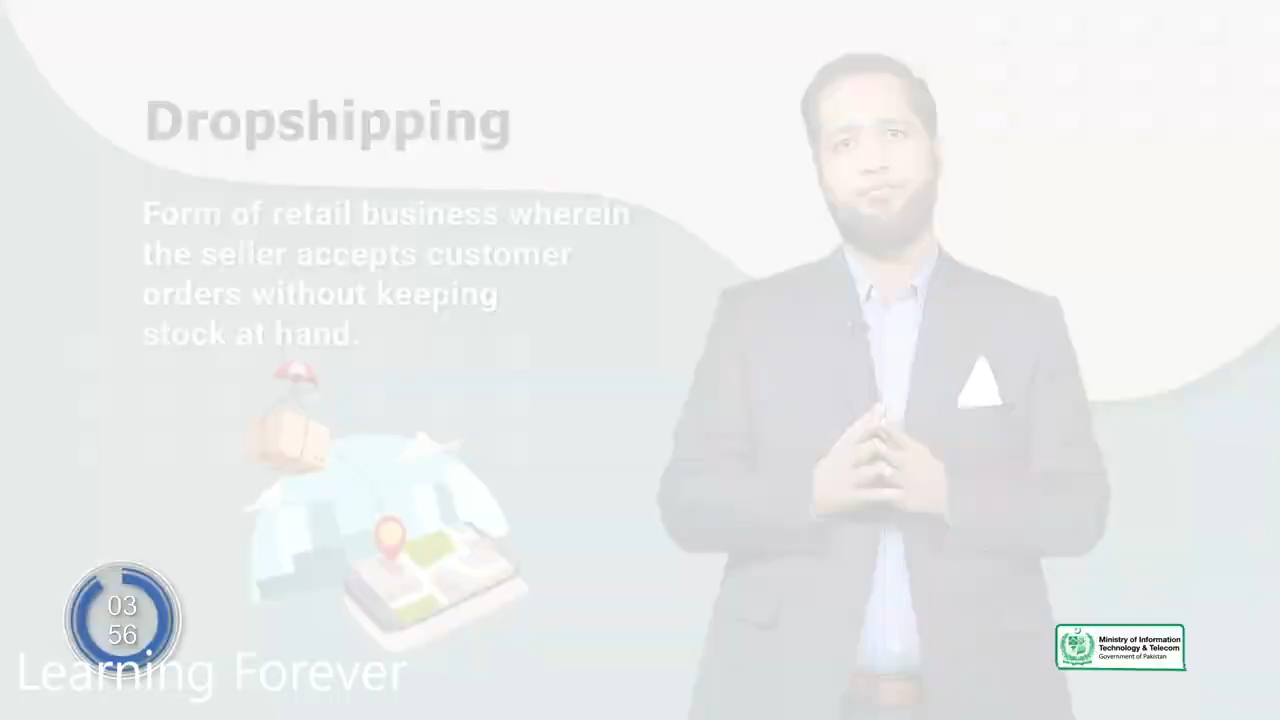 Dropshipping
Form of retail business wherein
the seller accepts customer
orders without keeping
stock at hand.
03
56
Learning Forever
Ministry of Information
Technology & Telecom
Government of Pakistan